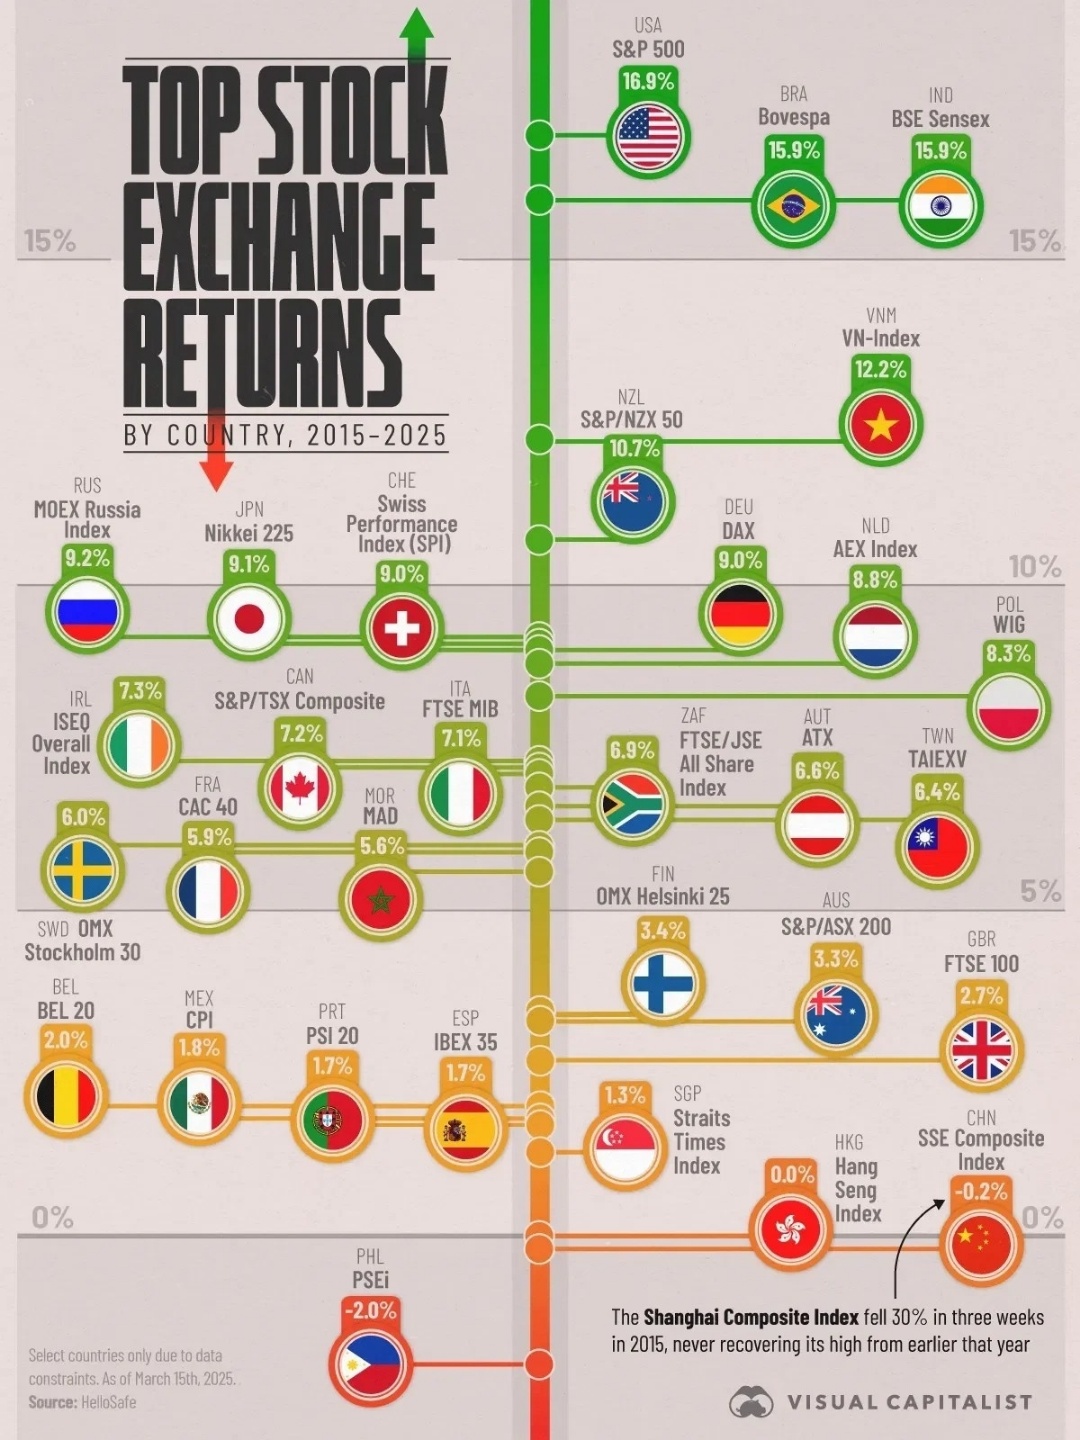 TOP STOCK
EXCHANGE
RETURNS
BY COUNTRY, 2015-2025
USA
S&P 500
16.9%
BRA
Bovespa
15.9%
IND
BSE Sensex
15.9%
15%
15%
VNM
VN-Index
12.2%
NZL
S&P/NZX 50
10.7%
RUS
MOEX Russia
Index
9.2%
JPN
Nikkei 225
9.1%
CHE
Swiss
Performance
Index (SPI)
9.0%
DEU
DAX
9.0%
NLD
AEX Index
8.8%
10%
POL
WIG
8.3%
IRL
ISEQ
Overall
Index
7.3%
CAN
S&P/TSX Composite
7.2%
ITA
FTSE MIB
7.1%
ZAF
FTSE/JSE
All Share
Index
6.9%
AUT
ATX
6.6%
TWN
TAIEXV
6.4%
6.0%
SWD OMX
Stockholm 30
FRA
CAC 40
5.9%
MOR
MAD
5.6%
5%
FIN
OMX Helsinki 25
3.4%
AUS
S&P/ASX 200
3.3%
GBR
FTSE 100
2.7%
BEL
BEL 20
2.0%
MEX
CPI
1.8%
PRT
PSI 20
1.7%
ESP
IBEX 35
1.7%
SGP
Straits
Times
Index
1.3%
HKG
Hang
Seng
Index
0.0%
CHN
SSE Composite
Index
-0.2%
0%
0%
PHL
PSEi
-2.0%
The Shanghai Composite Index fell 30% in three weeks
in 2015, never recovering its high from earlier that year
Select countries only due to data
constraints. As of March 15th, 2025.
Source: HelloSafe
VISUAL CAPITALIST